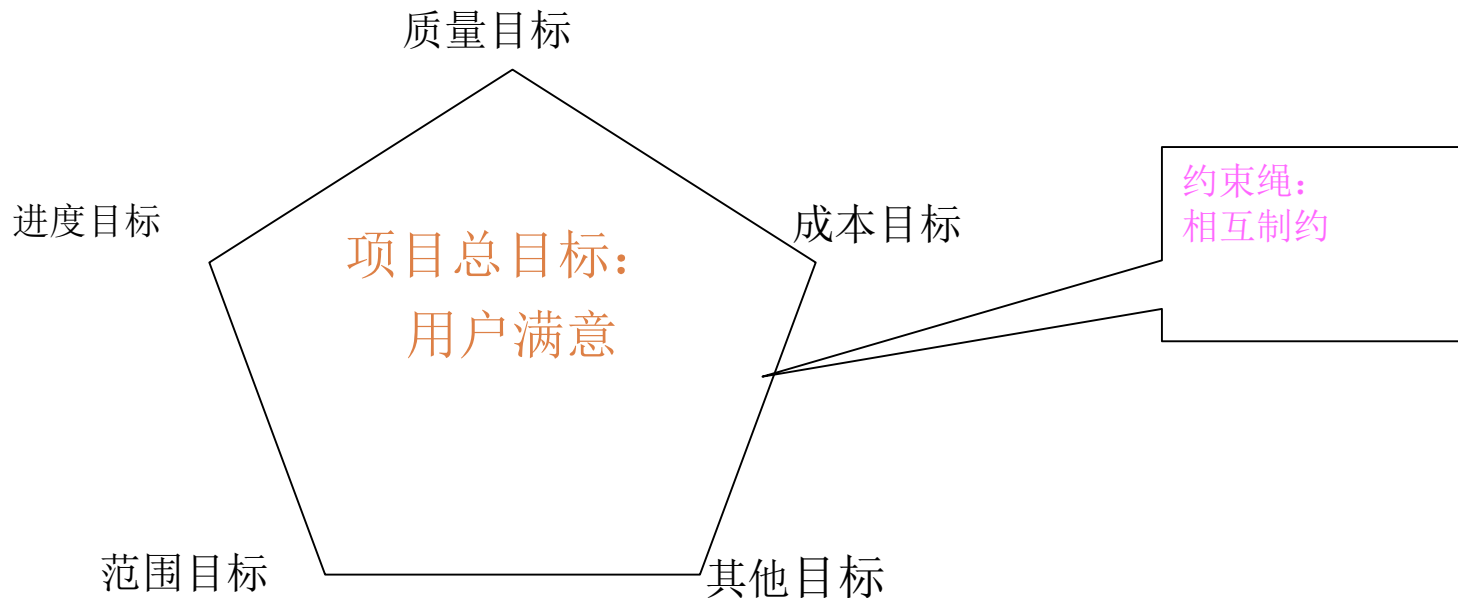 质量目标
进度目标
成本目标
项目总目标：
用户满意
约束绳：
相互制约
范围目标
其他目标